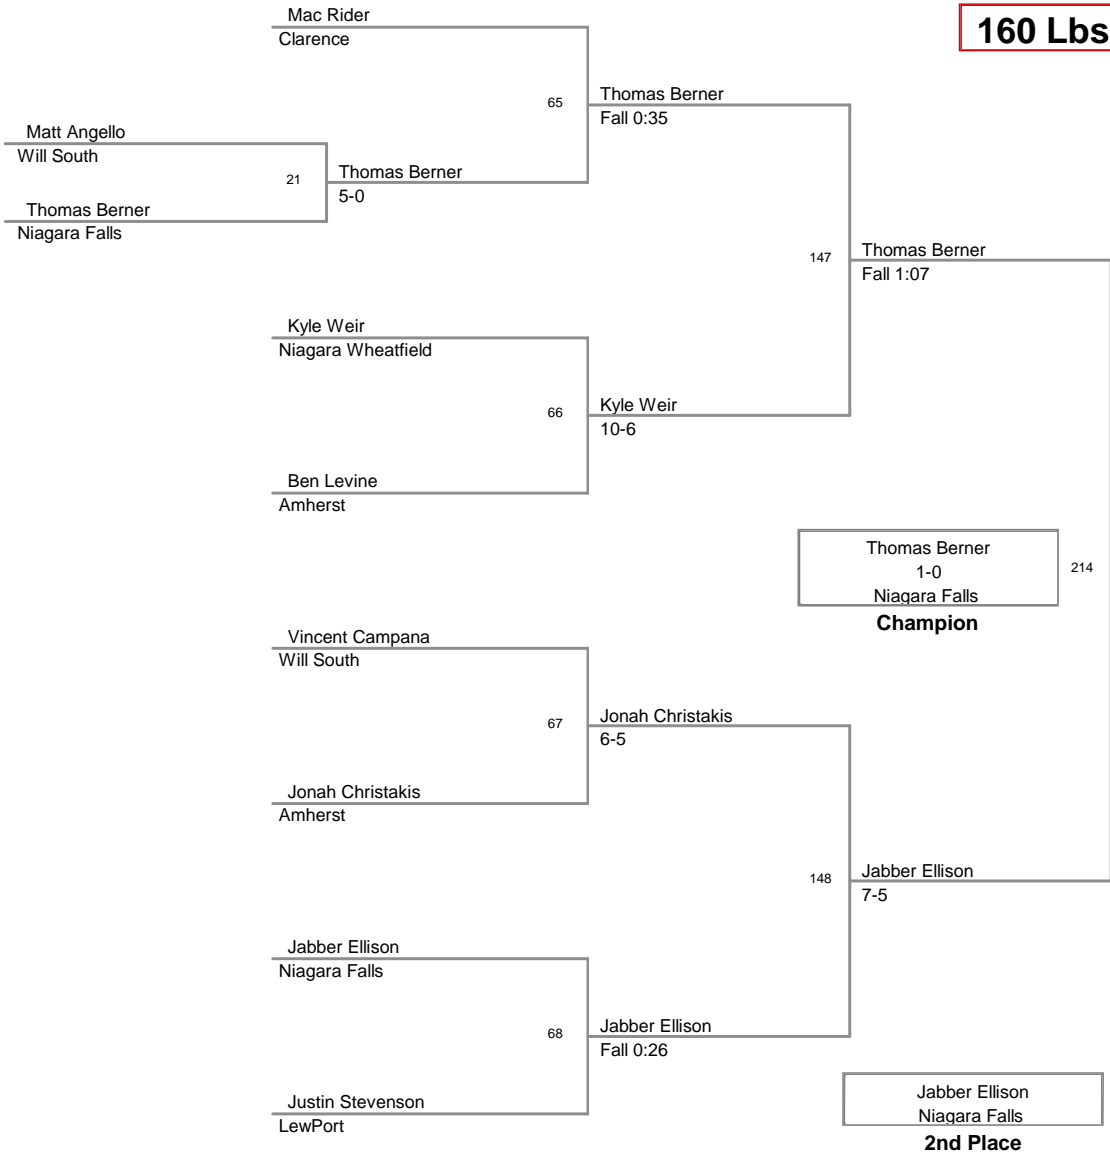 Mac Rider
Clarence
160 Lbs
65
Thomas Berner
Fall 0:35
Matt Angello
Will South
21
Thomas Berner
5-0
Thomas Berner
Niagara Falls
147
Thomas Berner
Fall 1:07
Kyle Weir
Niagara Wheatfield
66
Kyle Weir
10-6
Ben Levine
Amherst
Thomas Berner
1-0
Niagara Falls
214
Champion
Vincent Campana
Will South
67
Jonah Christakis
6-5
Jonah Christakis
Amherst
148
Jabber Ellison
7-5
Jabber Ellison
Niagara Falls
68
Jabber Ellison
Fall 0:26
Justin Stevenson
LewPort
Jabber Ellison
Niagara Falls
2nd Place